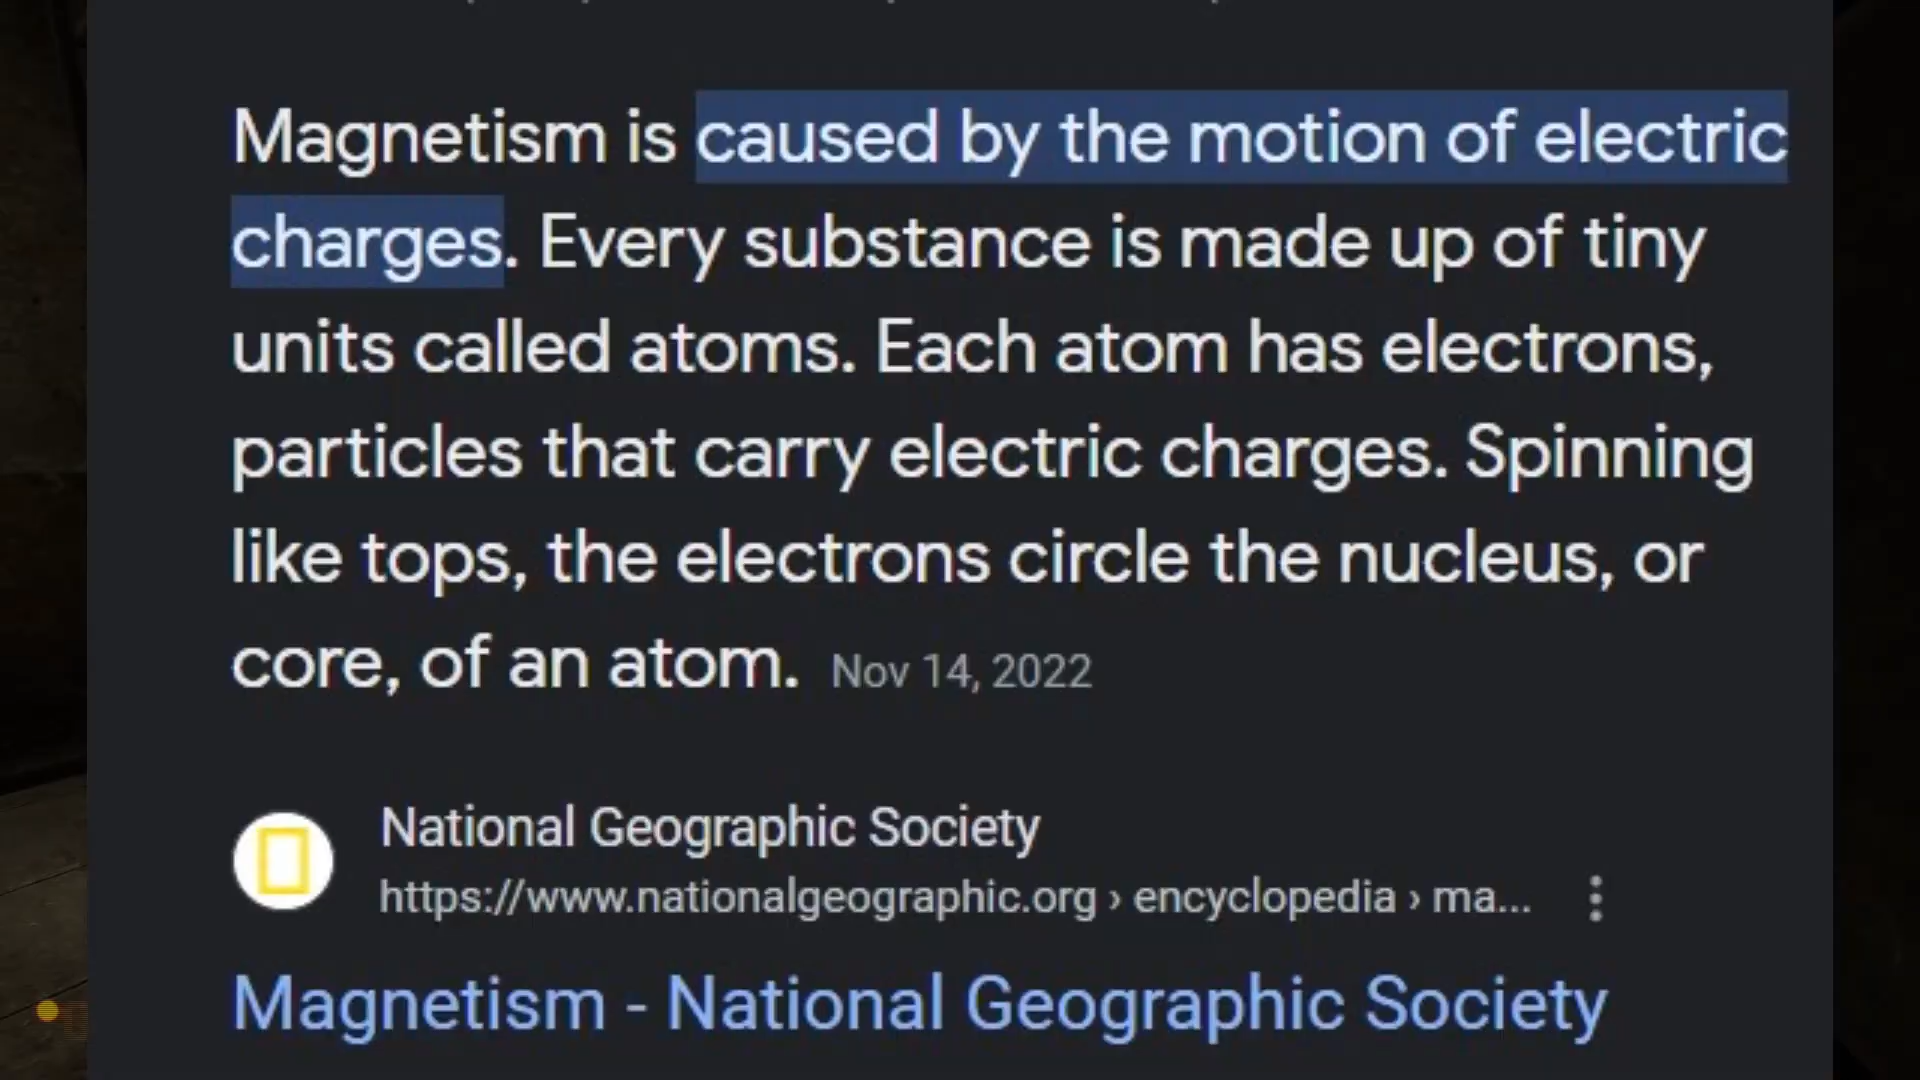 Magnetism is caused by the motion of electric
charges. Every substance is made up of tiny
units called atoms. Each atom has electrons,
particles that carry electric charges. Spinning
like tops, the electrons circle the nucleus, or
core, of an atom. Nov 14, 2022
National Geographic Society
https://www.nationalgeographic.org › encyclopedia › ma...
Magnetism - National Geographic Society